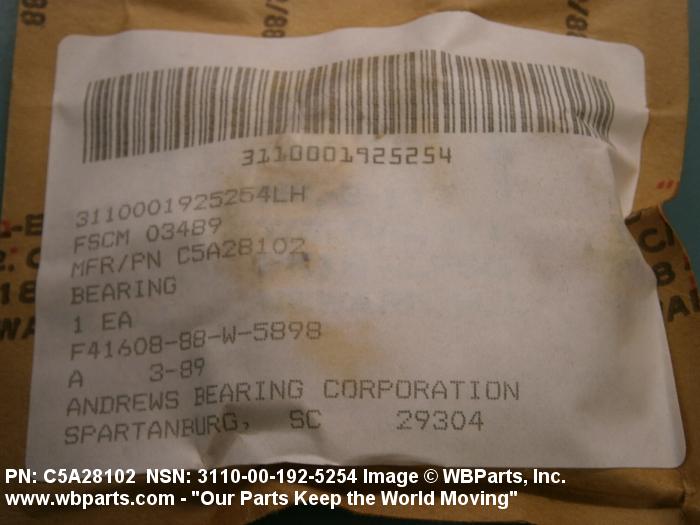 /88
3110001925254
3110001925254LH
FSCM 03489
MFR/PN C5A28102
BEARING
1 EA
F41608-88-W-5898
A 3-89
ANDREWS BEARING CORPORATION
SPARTANBURG, SC 29304
PN: C5A28102 NSN: 3110-00-192-5254 Image © WBParts, Inc.
www.wbparts.com - "Our Parts Keep the World Moving"